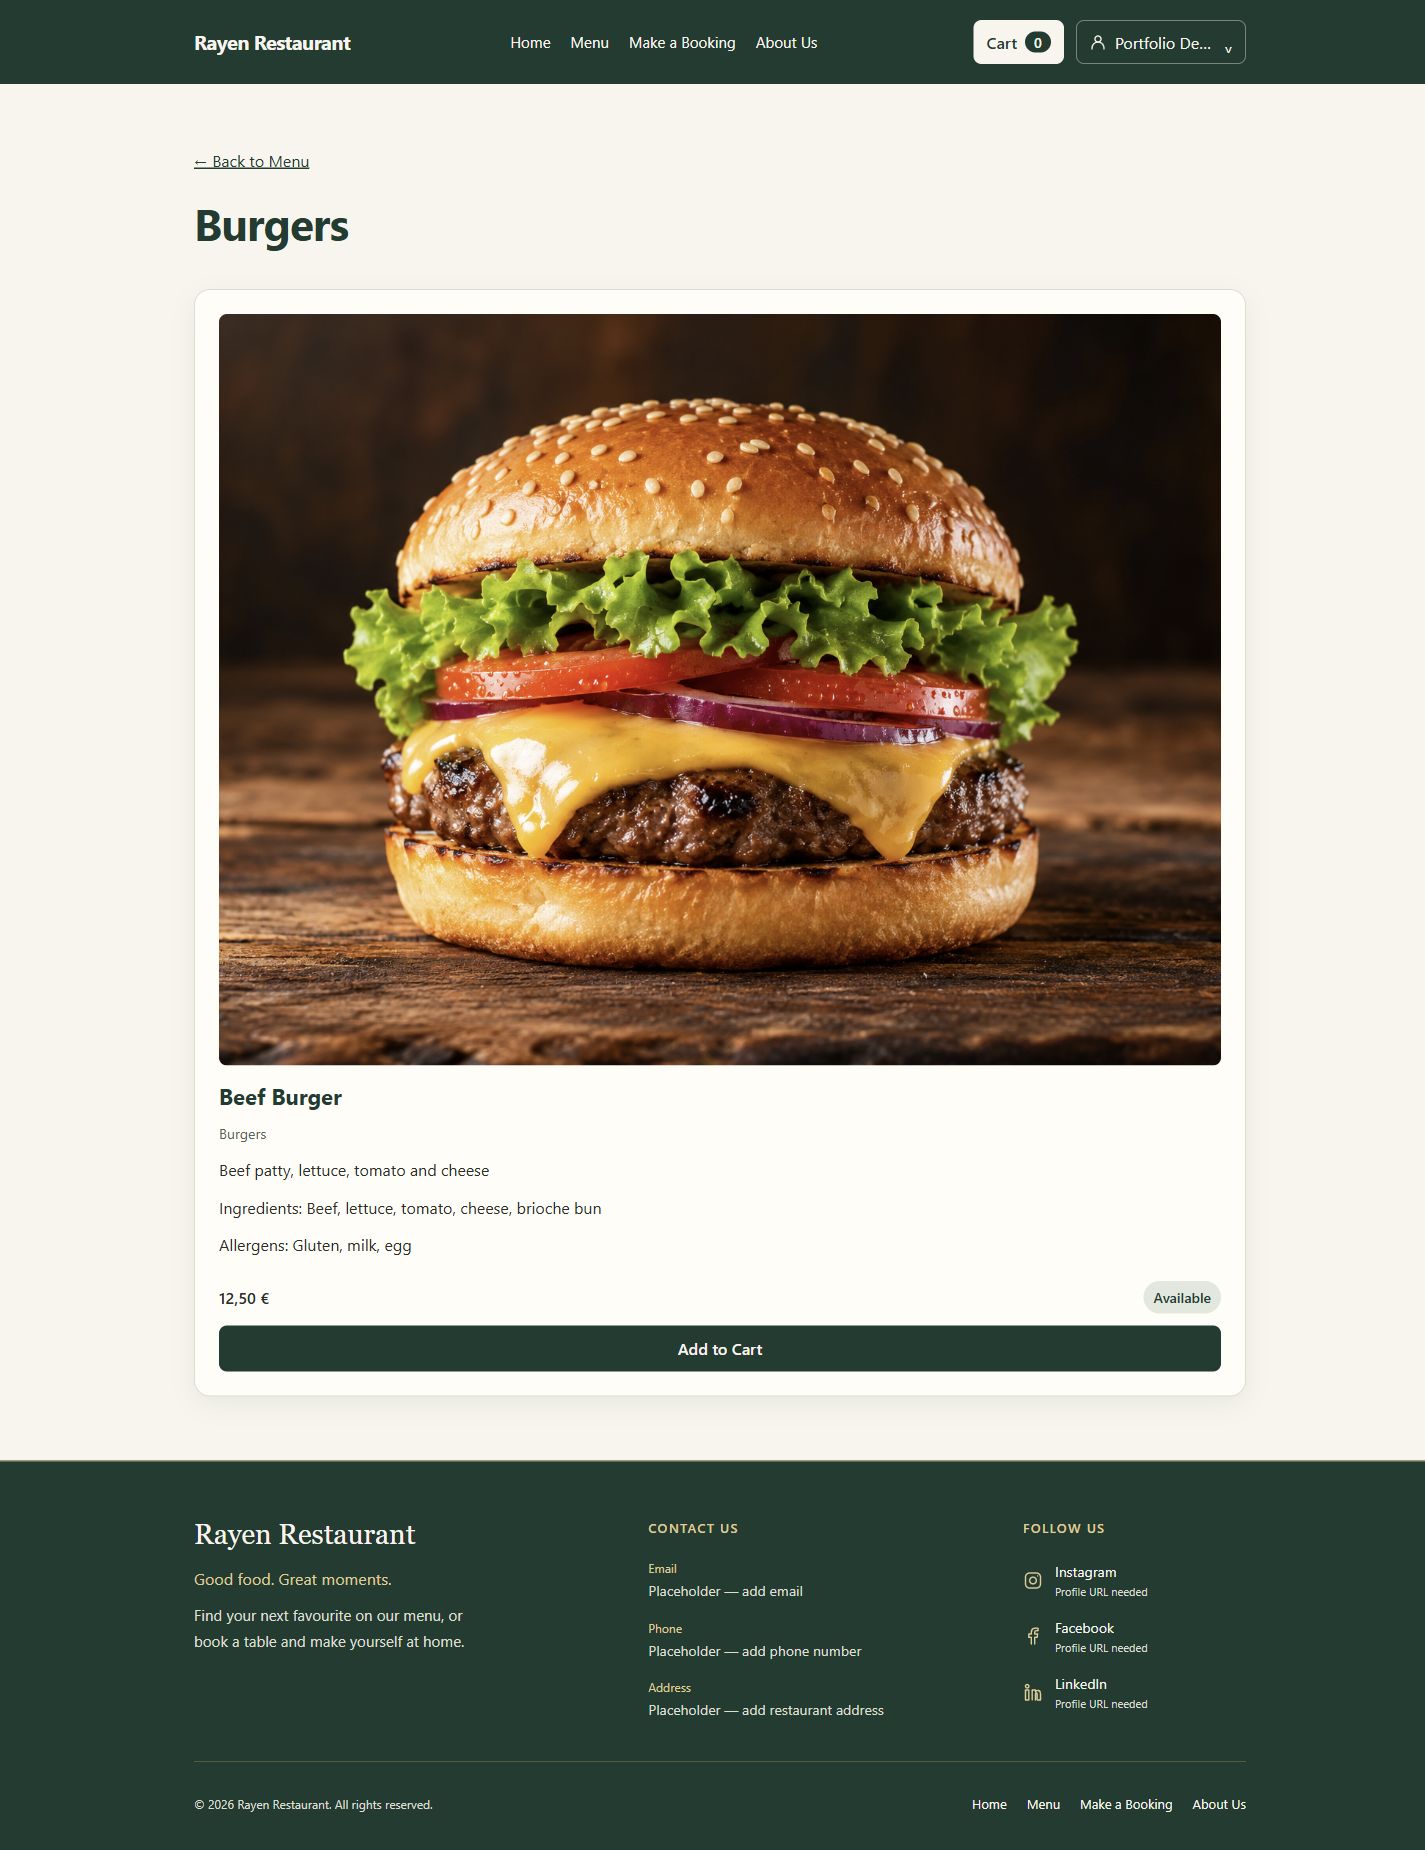 Rayen Restaurant
Home Menu Make a Booking About Us
Cart 0
Portfolio De... v
← Back to Menu
Burgers
Beef Burger
Burgers
Beef patty, lettuce, tomato and cheese
Ingredients: Beef, lettuce, tomato, cheese, brioche bun
Allergens: Gluten, milk, egg
12,50 €
Available
Add to Cart
Rayen Restaurant
Good food. Great moments.
Find your next favourite on our menu, or
book a table and make yourself at home.
CONTACT US
Email
Placeholder — add email
Phone
Placeholder — add phone number
Address
Placeholder — add restaurant address
FOLLOW US
Instagram
Profile URL needed
Facebook
Profile URL needed
LinkedIn
Profile URL needed
© 2026 Rayen Restaurant. All rights reserved.
Home Menu Make a Booking About Us